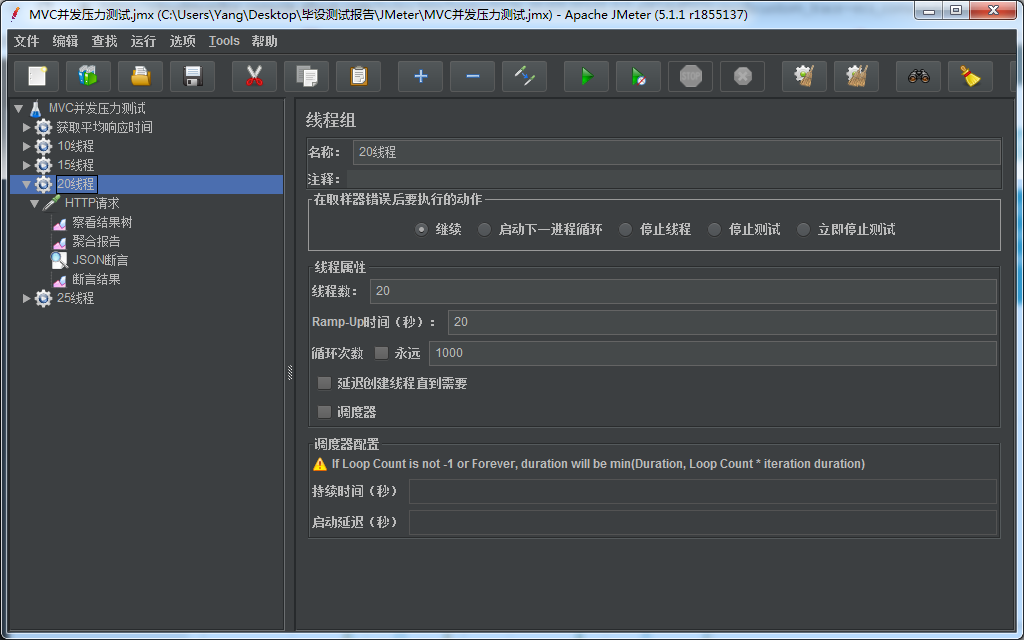 MVC并发压力测试.jmx (C:\Users\Yang\Desktop\毕设测试报告\JMeter\MVC并发压力测试.jmx) - Apache JMeter (5.1.1 r1855137)
文件 编辑 查找 运行 选项 Tools 帮助
STOP
MVC并发压力测试
获取平均响应时间
10线程
15线程
20线程
HTTP请求
察看结果树
聚合报告
JSON断言
断言结果
25线程
线程组
名称： 20线程
注释：
在取样器错误后要执行的动作
继续 启动下一进程循环 停止线程 停止测试 立即停止测试
线程属性
线程数： 20
Ramp-Up时间（秒）： 20
循环次数 永远 1000
延迟创建线程直到需要
调度器
调度器配置
If Loop Count is not -1 or Forever, duration will be min(Duration, Loop Count * iteration duration)
持续时间（秒）
启动延迟（秒）